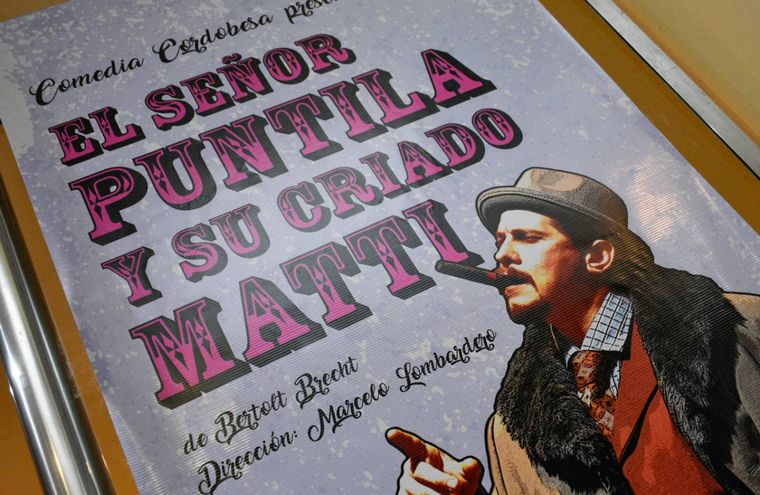 Comedia Cordobesa
EL SEÑOR
PUNTILA
Y SU CRIADO
MATTI
de Bertolt Brecht
Dirección: Marcelo Lombardero